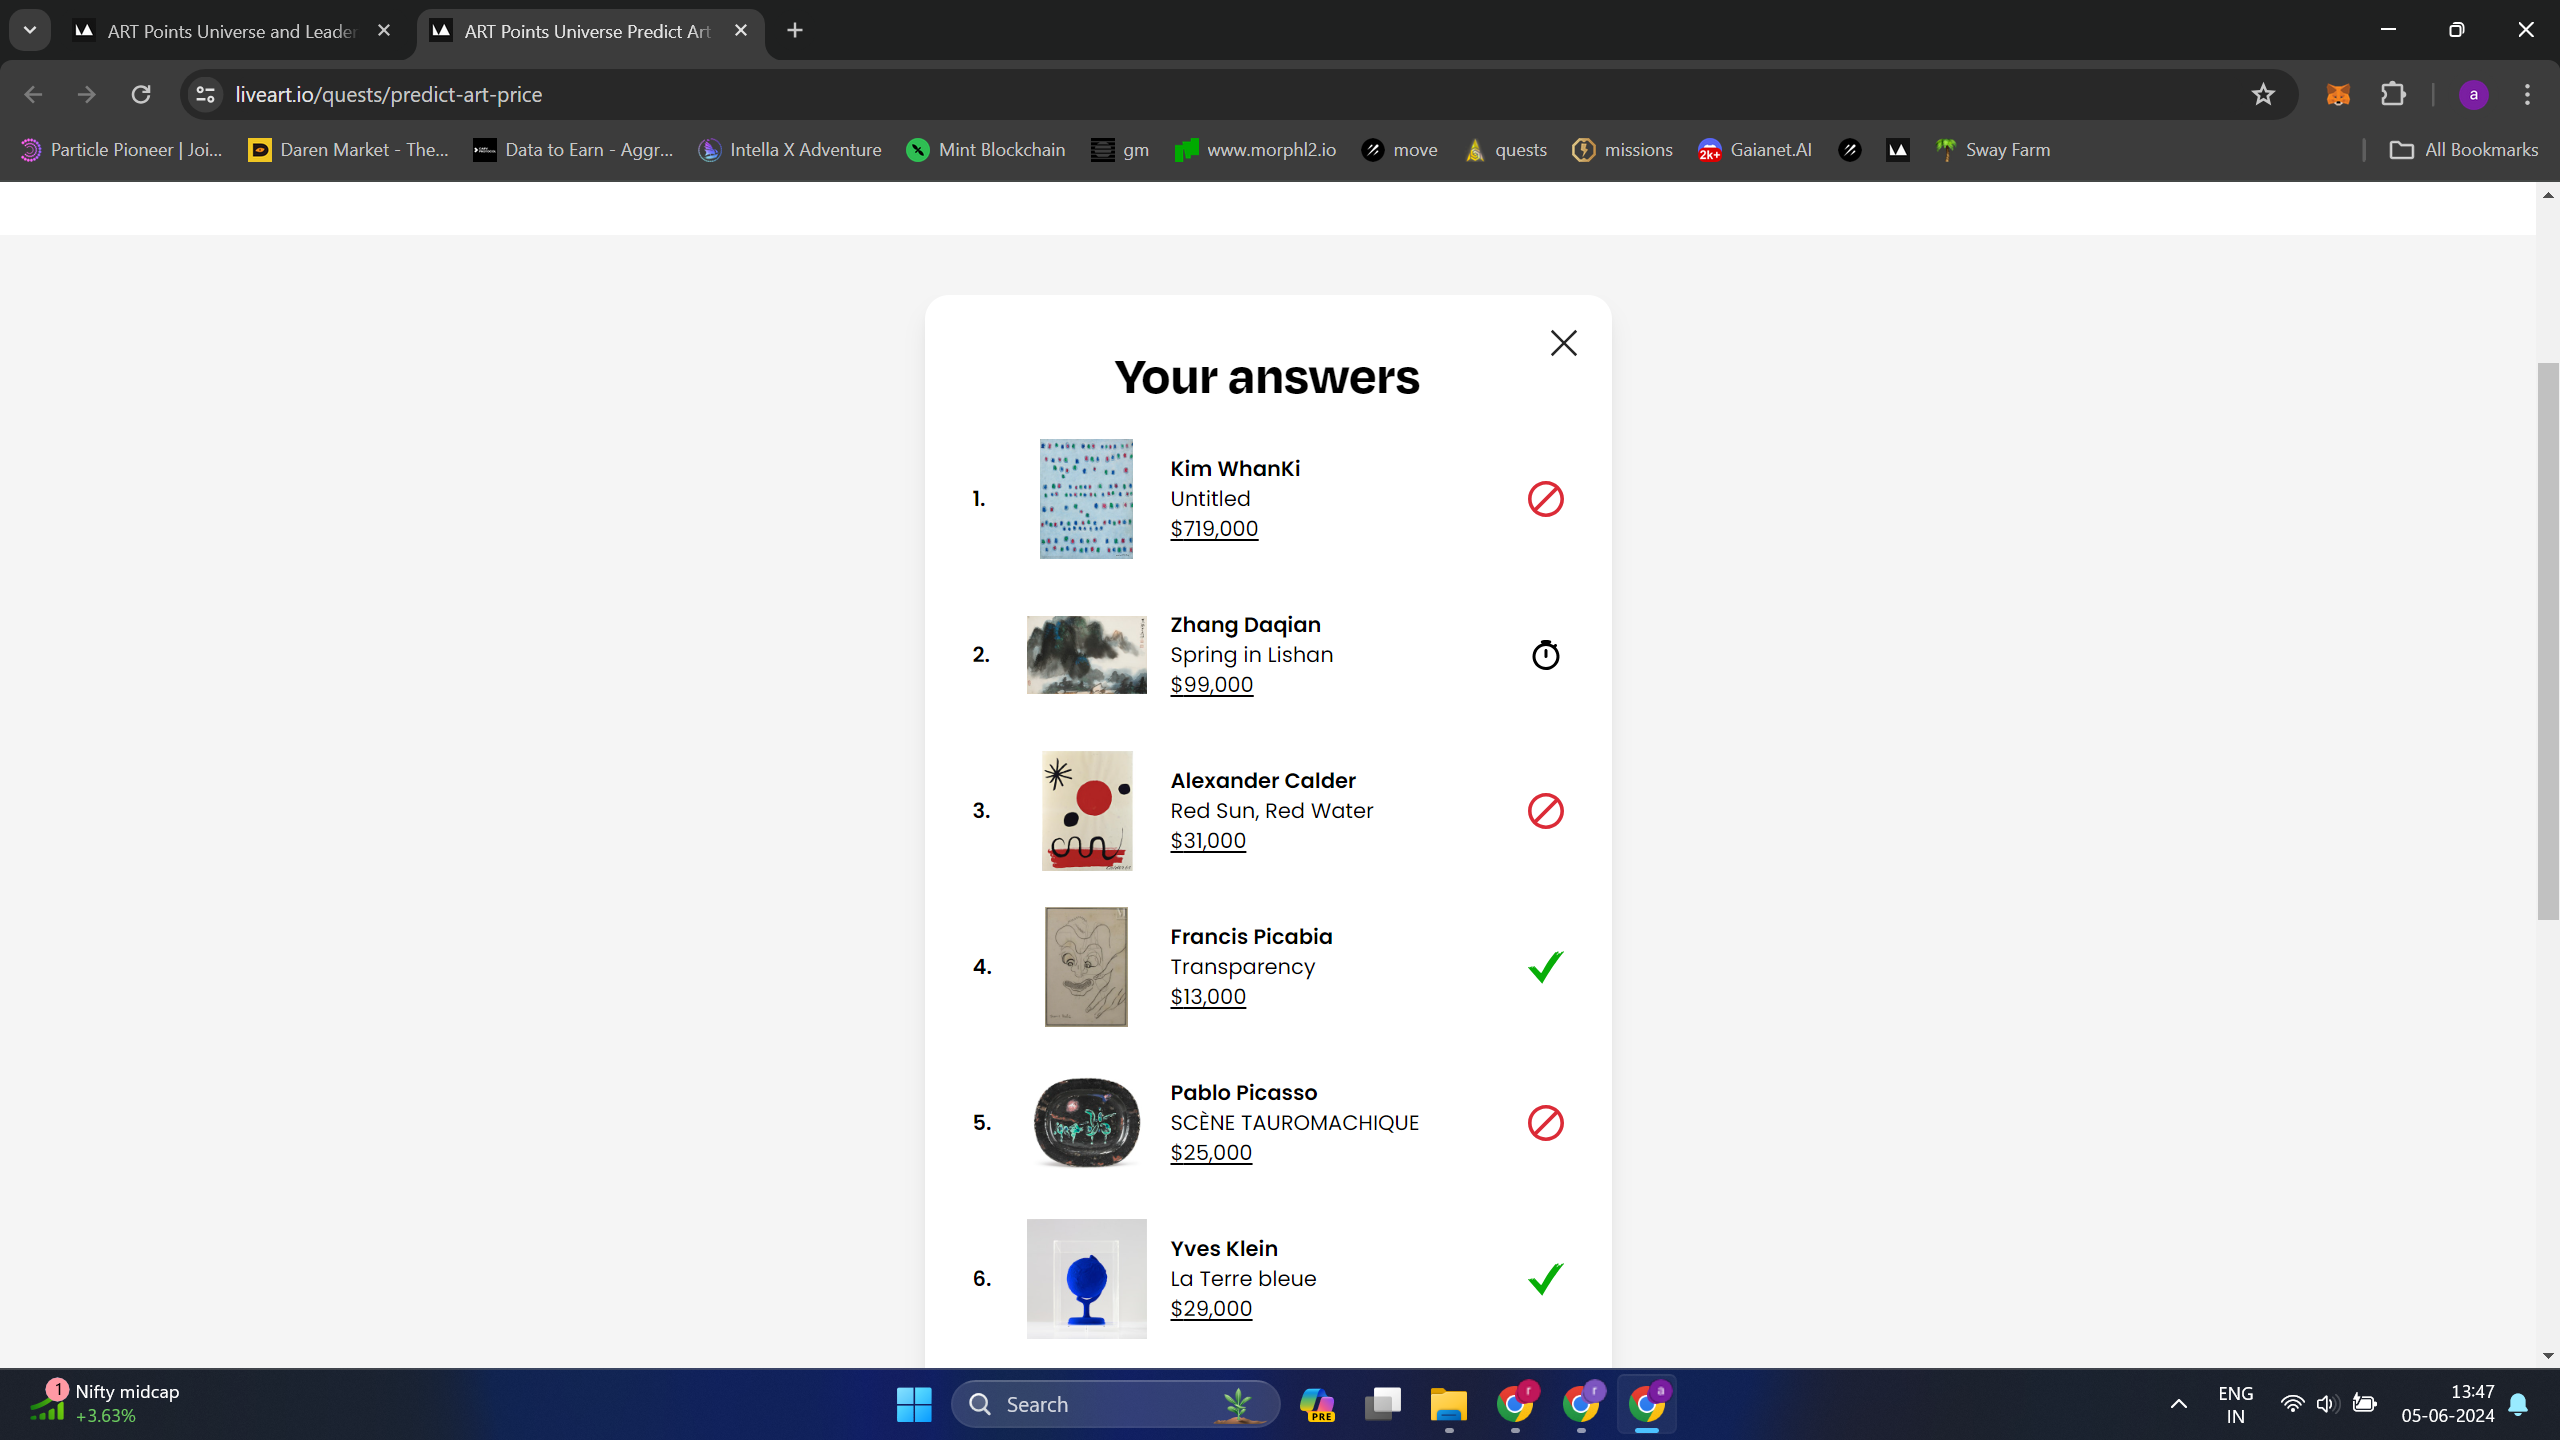 ART Points Universe and Leader
ART Points Universe Predict Art
liveart.io/quests/predict-art-price
a
Particle Pioneer | Joi...
Daren Market - The...
Data to Earn - Aggr...
Intella X Adventure
Mint Blockchain
gm
www.morphl2.io
move
quests
missions
2k+
Gaianet.AI
Sway Farm
All Bookmarks
Your answers
1.
Kim WhanKi
Untitled
$719,000
2.
Zhang Daqian
Spring in Lishan
$99,000
3.
Alexander Calder
Red Sun, Red Water
$31,000
4.
Francis Picabia
Transparency
$13,000
5.
Pablo Picasso
SCÈNE TAUROMACHIQUE
$25,000
6.
Yves Klein
La Terre bleue
$29,000
1
Nifty midcap
+3.63%
Search
PRE
r
r
a
ENG
IN
13:47
05-06-2024